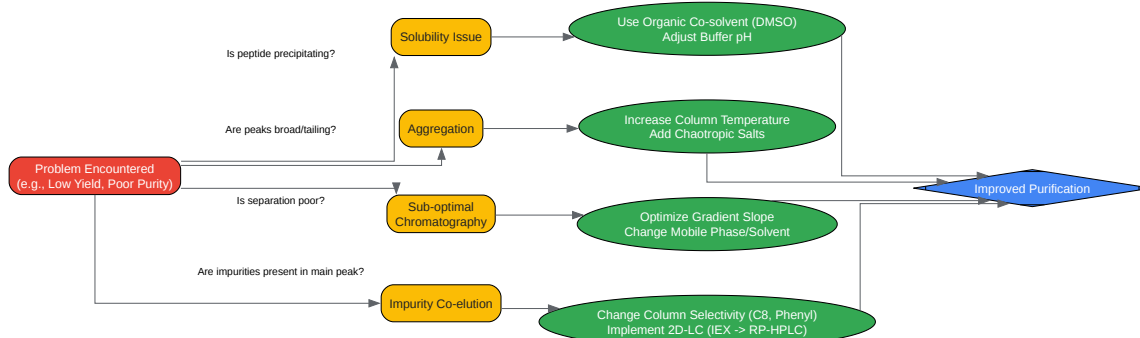 Solubility Issue
Use Organic Co-solvent (DMSO)
Adjust Buffer pH
Is peptide precipitating?
Aggregation
Increase Column Temperature
Add Chaotropic Salts
Are peaks broad/tailing?
Problem Encountered
(e.g., Low Yield, Poor Purity)
Improved Purification
Is separation poor?
Sub-optimal
Chromatography
Optimize Gradient Slope
Change Mobile Phase/Solvent
Are impurities present in main peak?
Impurity Co-elution
Change Column Selectivity (C8, Phenyl)
Implement 2D-LC (IEX -> RP-HPLC)